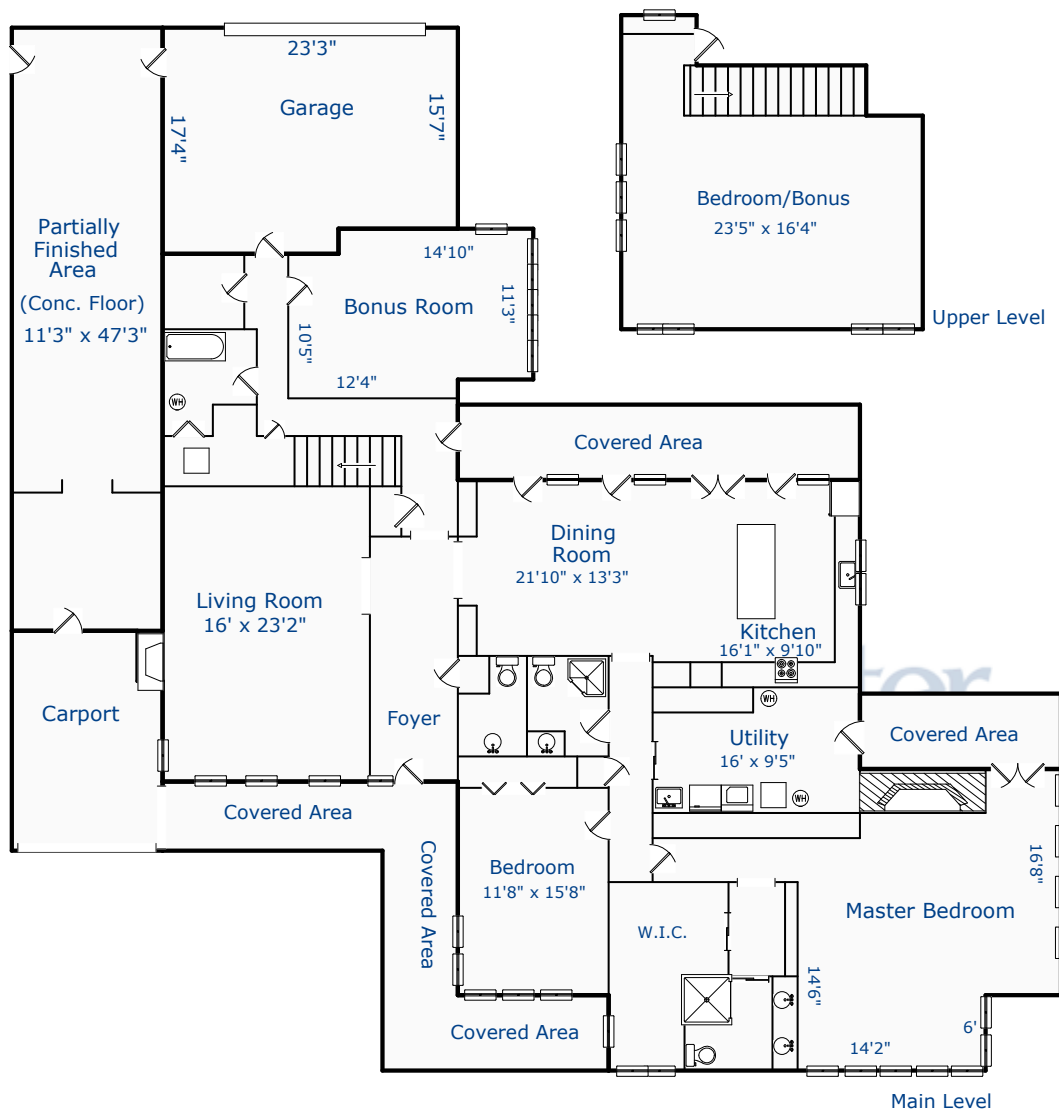 23'3"
Garage
17'4"
15'7"
Partially
Finished
Area
(Conc. Floor)
11'3" x 47'3"
Bedroom/Bonus
23'5" x 16'4"
Upper Level
14'10"
Bonus Room
11'3"
10'5"
12'4"
WH
Covered Area
Dining
Room
21'10" x 13'3"
Living Room
16' x 23'2"
Kitchen
16'1" x 9'10"
Carport
Foyer
WH
Utility
16' x 9'5"
WH
Covered Area
Covered Area
Covered Area
Bedroom
11'8" x 15'8"
16'8"
Master Bedroom
W.I.C.
14'6"
Covered Area
6'
14'2"
Main Level